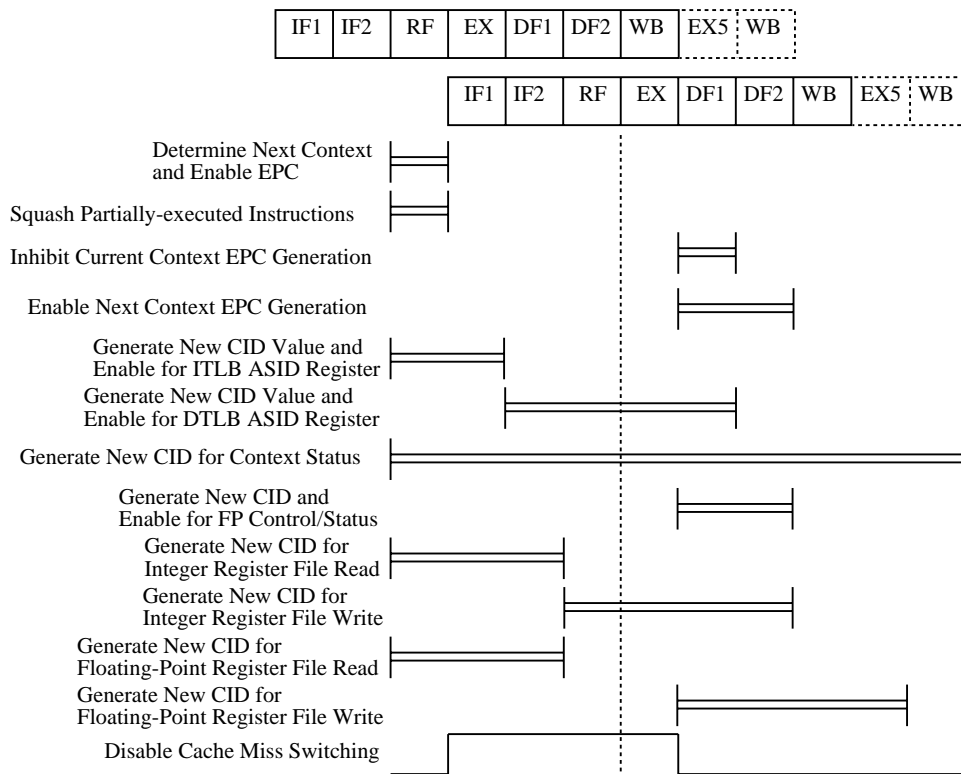 IF1 IF2 RF EX DF1 DF2 WB EX5 WB
IF1 IF2 RF EX DF1 DF2 WB EX5 WB
Determine Next Context
and Enable EPC
Squash Partially-executed Instructions
Inhibit Current Context EPC Generation
Enable Next Context EPC Generation
Generate New CID Value and
Enable for ITLB ASID Register
Generate New CID Value and
Enable for DTLB ASID Register
Generate New CID for Context Status
Generate New CID and
Enable for FP Control/Status
Generate New CID for
Integer Register File Read
Generate New CID for
Integer Register File Write
Generate New CID for
Floating-Point Register File Read
Generate New CID for
Floating-Point Register File Write
Disable Cache Miss Switching